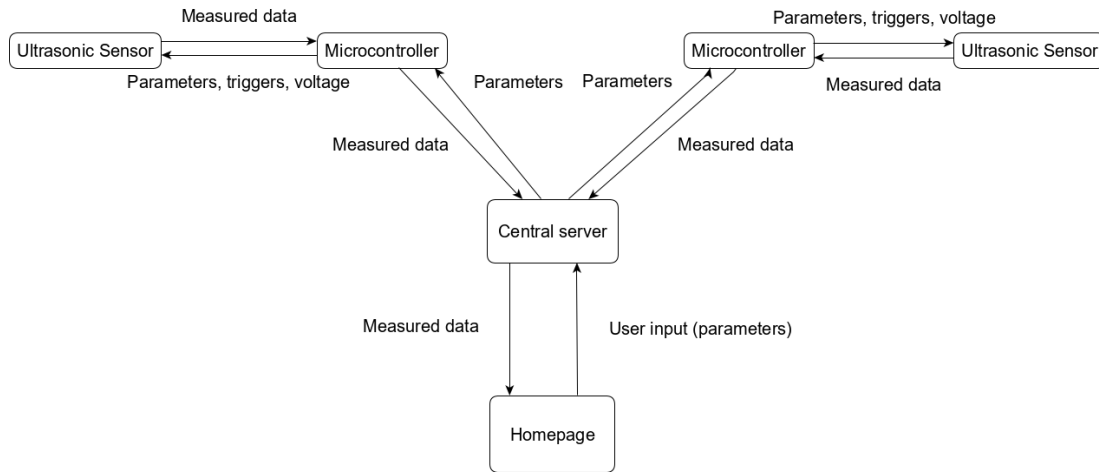 Measured data
Parameters, triggers, voltage
Ultrasonic Sensor
Microcontroller
Microcontroller
Ultrasonic Sensor
Parameters, triggers, voltage
Parameters
Parameters
Measured data
Measured data
Measured data
Central server
Measured data
User input (parameters)
Homepage